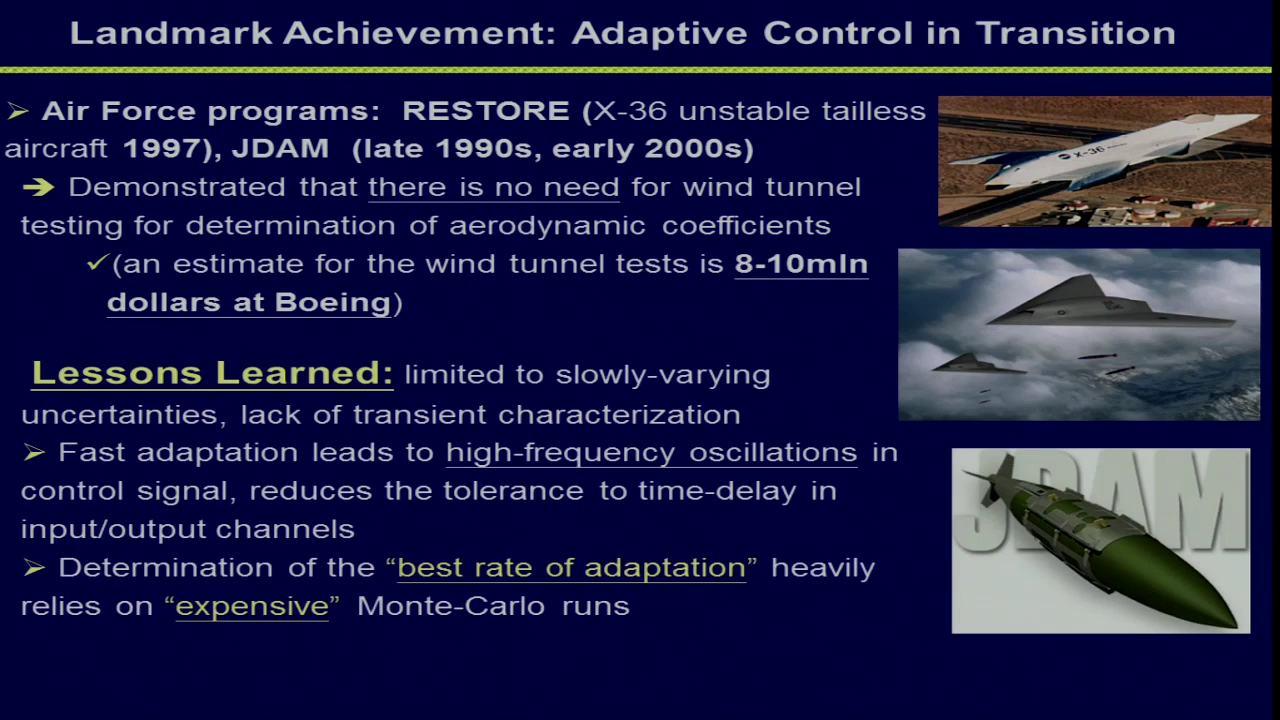 Landmark Achievement: Adaptive Control in Transition
➢ Air Force programs: RESTORE (X-36 unstable tailless
aircraft 1997), JDAM (late 1990s, early 2000s)
➔ Demonstrated that there is no need for wind tunnel
testing for determination of aerodynamic coefficients
✓(an estimate for the wind tunnel tests is 8-10mln
dollars at Boeing)
Lessons Learned: limited to slowly-varying
uncertainties, lack of transient characterization
➢ Fast adaptation leads to high-frequency oscillations in
control signal, reduces the tolerance to time-delay in
input/output channels
➢ Determination of the “best rate of adaptation” heavily
relies on “expensive” Monte-Carlo runs
X-36
JDAM